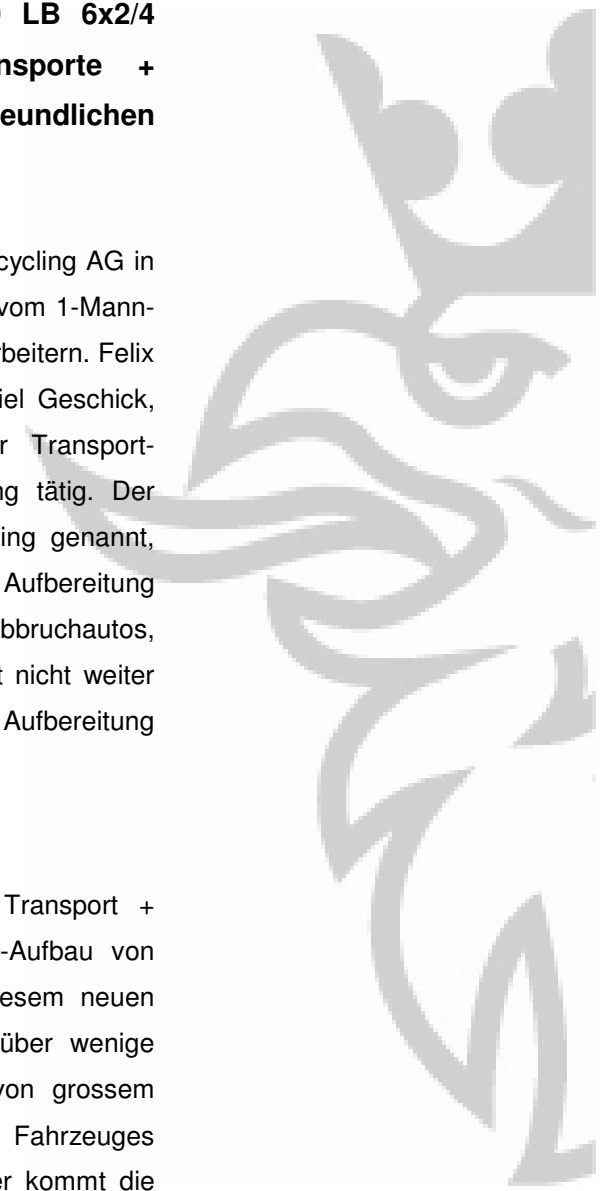 LB 6x2/4
nsporte +
eundlichen
cycling AG in
vom 1-Mann-
beitern. Felix
iel Geschick,
r Transport-
ng tätig. Der
ing genannt,
Aufbereitung
bbruchautos,
t nicht weiter
Aufbereitung
Transport +
-Aufbau von
esem neuen
über wenige
von grossem
Fahrzeuges
er kommt die